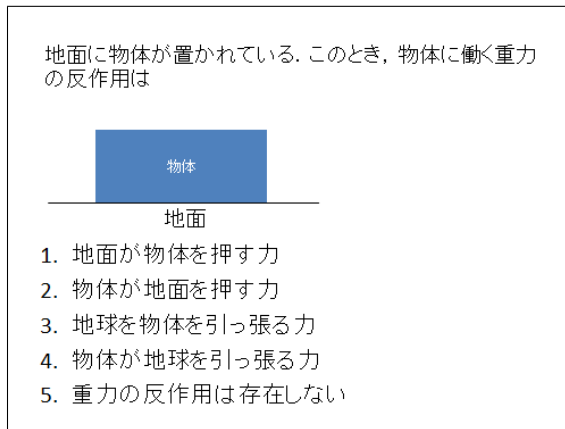 地面に物体が置かれている. このとき, 物体に働く重力
の反作用は
物体
地面
1. 地面が物体を押す力
2. 物体が地面を押す力
3. 地球を物体を引っ張る力
4. 物体が地球を引っ張る力
5. 重力の反作用は存在しない